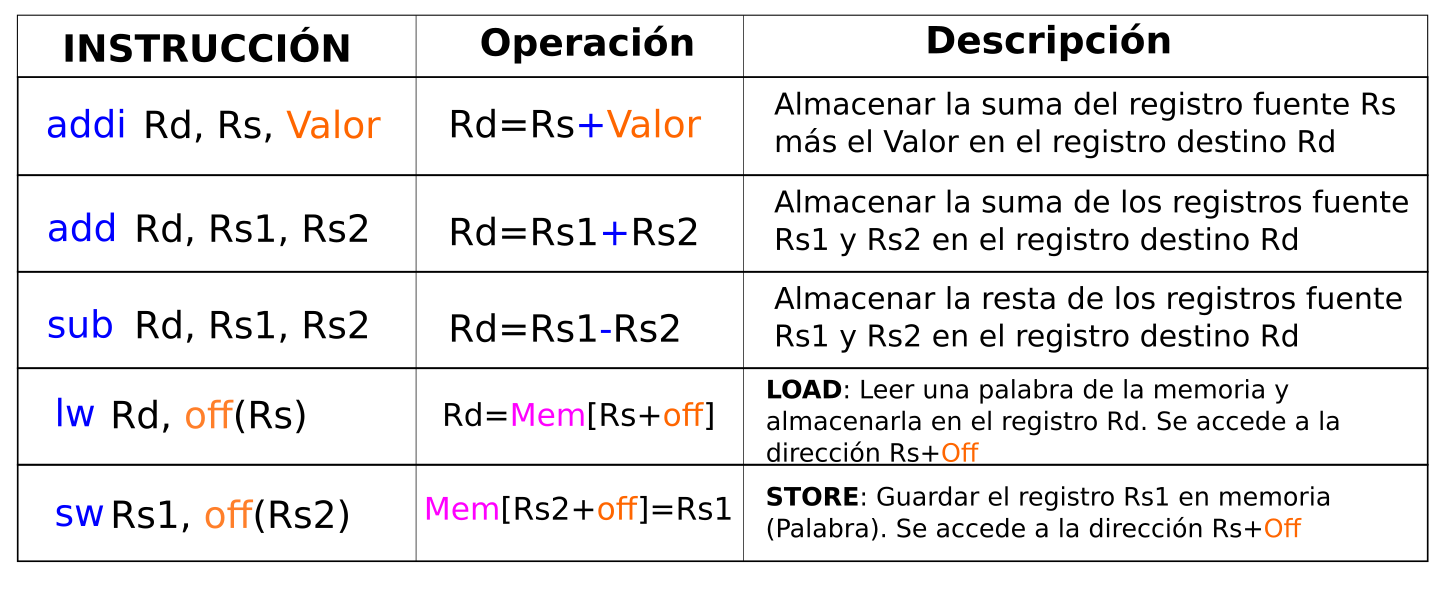 INSTRUCCIÓN Operación Descripción
addi Rd, Rs, Valor
Rd=Rs+Valor
Almacenar la suma del registro fuente Rs
más el Valor en el registro destino Rd
add Rd, Rs1, Rs2
Rd=Rs1+Rs2
Almacenar la suma de los registros fuente
Rs1 y Rs2 en el registro destino Rd
sub Rd, Rs1, Rs2
Rd=Rs1-Rs2
Almacenar la resta de los registros fuente
Rs1 y Rs2 en el registro destino Rd
lw Rd, off(Rs)
Rd=Mem[Rs+off]
LOAD: Leer una palabra de la memoria y
almacenarla en el registro Rd. Se accede a la
dirección Rs+Off
sw Rs1, off(Rs2)
Mem[Rs2+off]=Rs1
STORE: Guardar el registro Rs1 en memoria
(Palabra). Se accede a la dirección Rs+Off